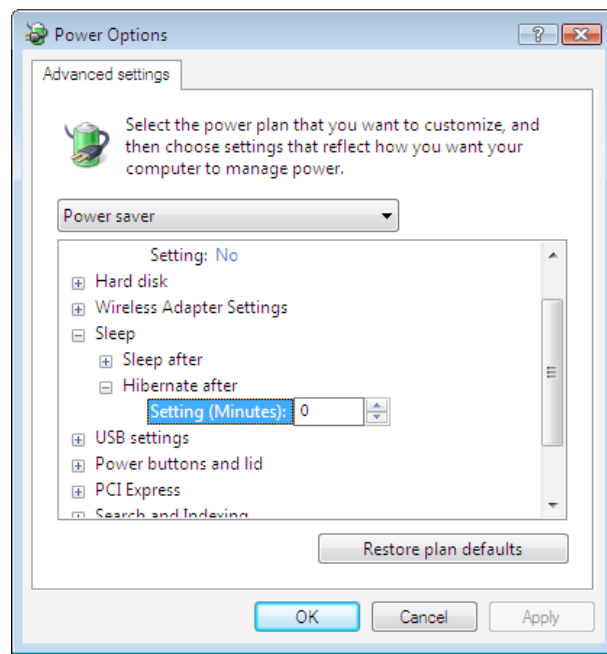 Power Options
Advanced settings
Select the power plan that you want to customize, and
then choose settings that reflect how you want your
computer to manage power.
Power saver
Setting: No
Hard disk
Wireless Adapter Settings
Sleep
Sleep after
Hibernate after
Setting (Minutes): 0
USB settings
Power buttons and lid
PCI Express
Search and Indexing
Restore plan defaults
OK Cancel Apply